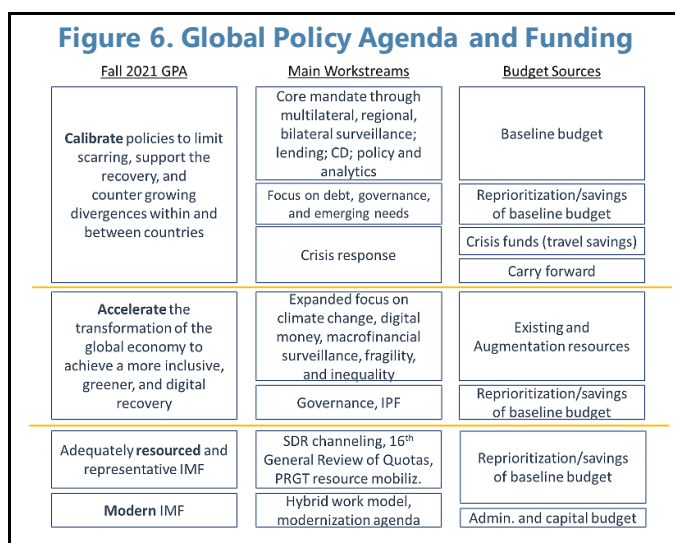 Figure 6. Global Policy Agenda and Funding
Fall 2021 GPA
Main Workstreams
Budget Sources
Calibrate policies to limit
scarring, support the
recovery, and
counter growing
divergences within and
between countries
Core mandate through
multilateral, regional,
bilateral surveillance;
lending; CD; policy and
analytics
Baseline budget
Focus on debt, governance,
and emerging needs
Reprioritization/savings
of baseline budget
Crisis response
Crisis funds (travel savings)
Carry forward
Accelerate the
transformation of the
global economy to
achieve a more inclusive,
greener, and digital
recovery
Expanded focus on
climate change, digital
money, macrofinancial
surveillance, fragility,
and inequality
Existing and
Augmentation resources
Governance, IPF
Reprioritization/savings
of baseline budget
Adequately resourced and
representative IMF
SDR channeling, 16th
General Review of Quotas,
PRGT resource mobiliz.
Reprioritization/savings
of baseline budget
Modern IMF
Hybrid work model,
modernization agenda
Admin. and capital budget